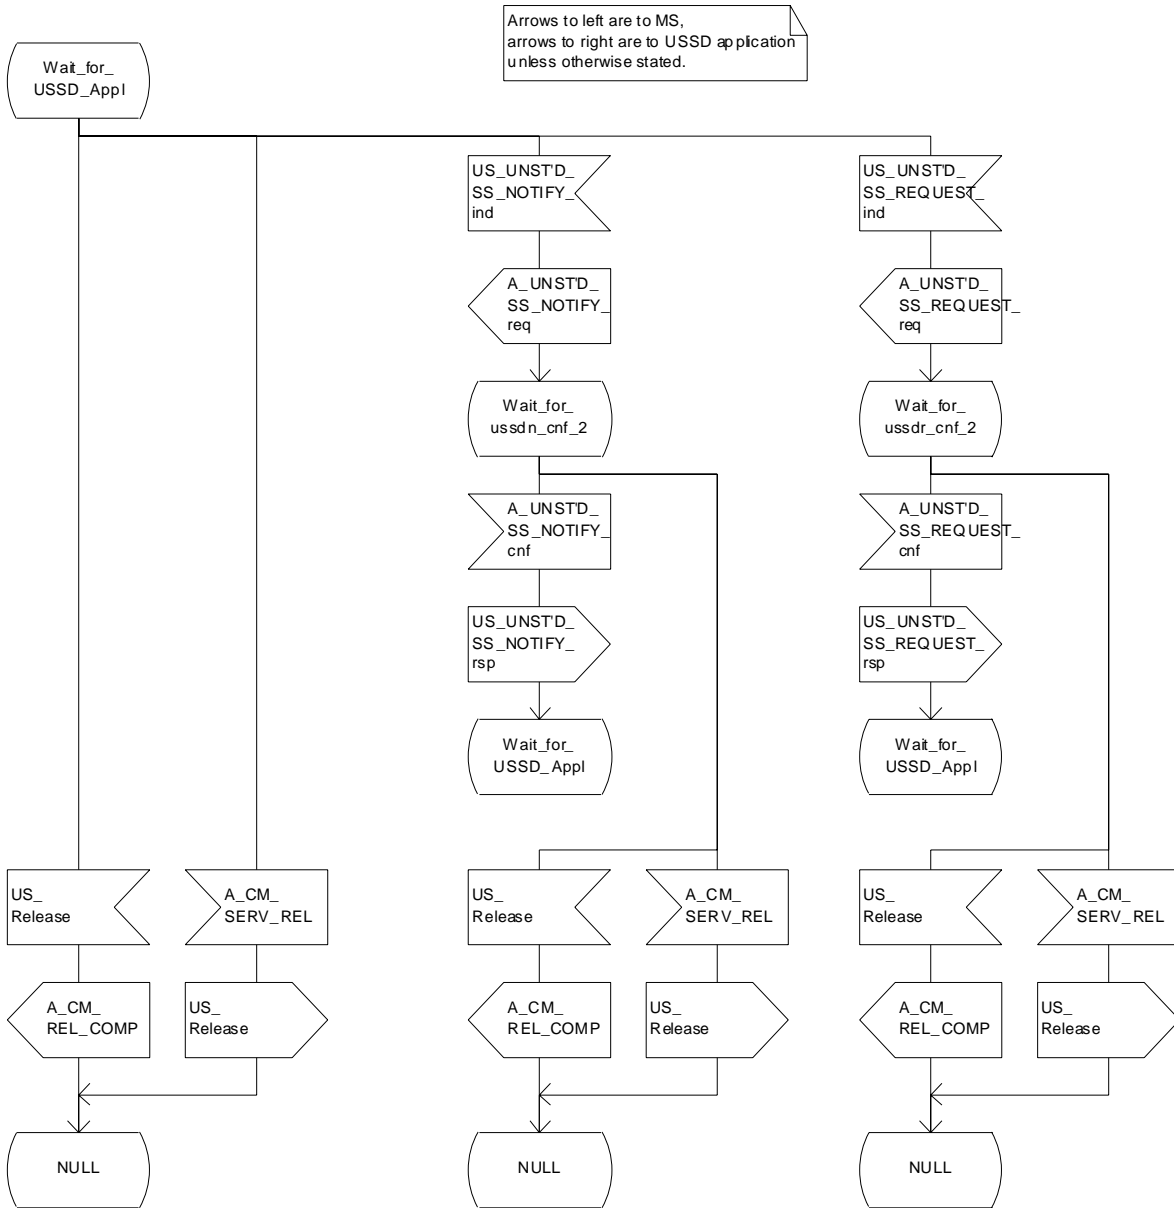 Arrows to left are to MS,
arrows to right are to USSD application
unless otherwise stated.
Wait_for_
USSD_Appl
US_UNST'D_
SS_NOTIFY_
ind
US_UNST'D_
SS_REQUEST_
ind
A_UNST'D_
SS_NOTIFY_
req
A_UNST'D_
SS_REQUEST_
req
Wait_for_
ussdn_cnf_2
Wait_for_
ussdr_cnf_2
A_UNST'D_
SS_NOTIFY_
cnf
A_UNST'D_
SS_REQUEST_
cnf
US_UNST'D_
SS_NOTIFY_
rsp
US_UNST'D_
SS_REQUEST_
rsp
Wait_for_
USSD_Appl
Wait_for_
USSD_Appl
US_
Release
A_CM_
SERV_REL
US_
Release
A_CM_
SERV_REL
US_
Release
A_CM_
SERV_REL
A_CM_
REL_COMP
US_
Release
A_CM_
REL_COMP
US_
Release
A_CM_
REL_COMP
US_
Release
NULL
NULL
NULL